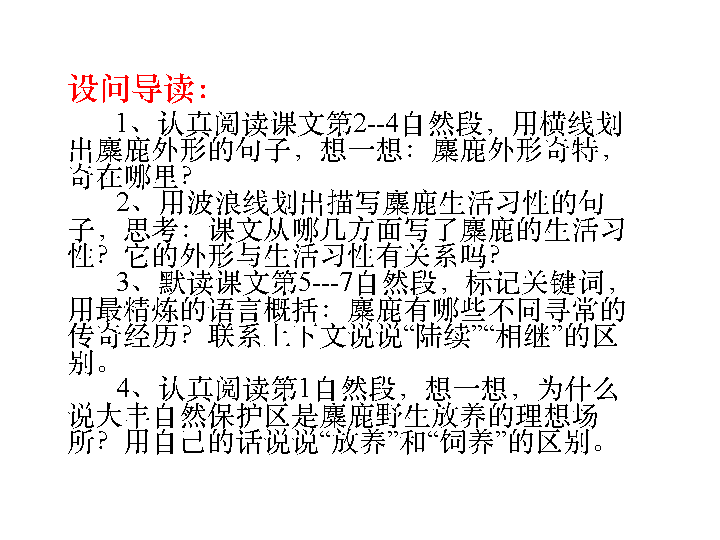 设问导读：
1、认真阅读课文第2--4自然段，用横线划
出麋鹿外形的句子，想一想：麋鹿外形奇特，
奇在哪里？
2、用波浪线划出描写麋鹿生活习性的句
子，思考：课文从哪几方面写了麋鹿的生活习
性？它的外形与生活习性有关系吗？
3、默读课文第5---7自然段，标记关键词，
用最精炼的语言概括：麋鹿有哪些不同寻常的
传奇经历？联系上下文说说“陆续”“相继”的区
别。
4、认真阅读第1自然段，想一想，为什么
说大丰自然保护区是麋鹿野生放养的理想场
所？用自己的话说说“放养”和“饲养”的区别。